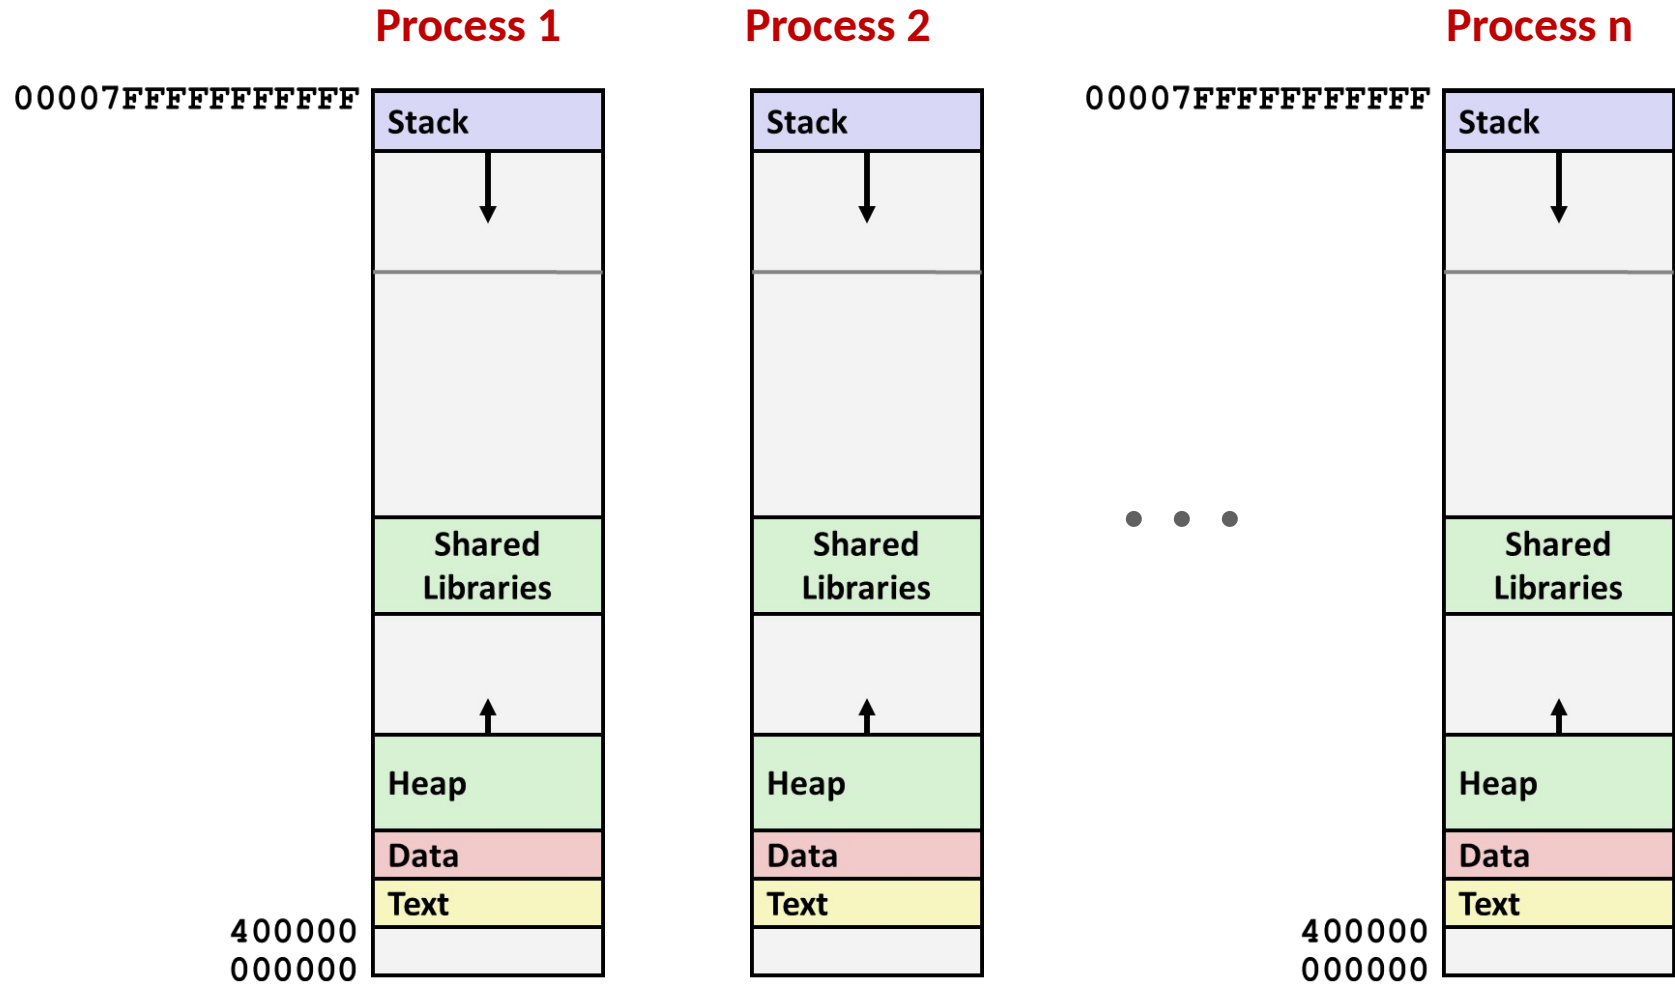 Process 1
Process 2
Process n
00007FFFFFFFFFFF
Stack
Stack
00007FFFFFFFFFFF
Stack
Shared
Libraries
Shared
Libraries
Shared
Libraries
Heap
Heap
Heap
Data
Data
Data
Text
Text
Text
400000
400000
000000
000000